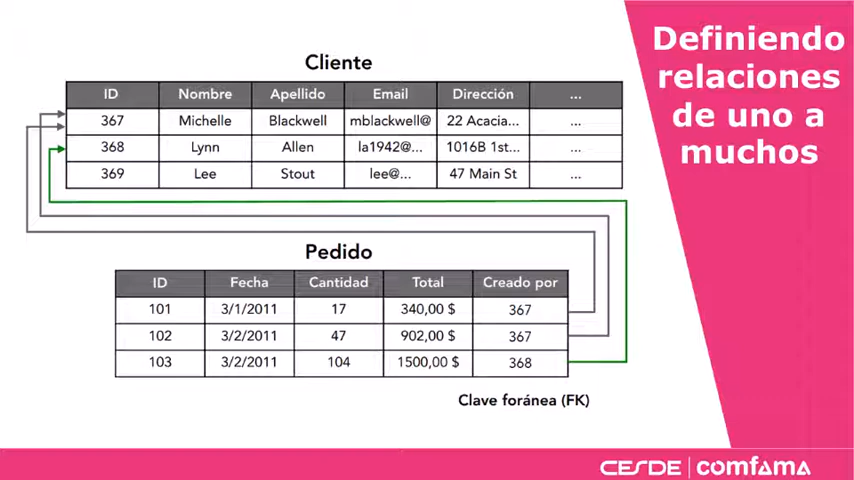 Definiendo
relaciones
de uno a
muchos
Cliente
ID Nombre Apellido Email Dirección ...
367 Michelle Blackwell mblackwell@ 22 Acacia... ...
368 Lynn Allen la1942@... 1016B 1st... ...
369 Lee Stout lee@... 47 Main St ...
Pedido
ID Fecha Cantidad Total Creado por
101 3/1/2011 17 340,00 $ 367
102 3/2/2011 47 902,00 $ 367
103 3/2/2011 104 1500,00 $ 368
Clave foránea (FK)
CESDE comfama